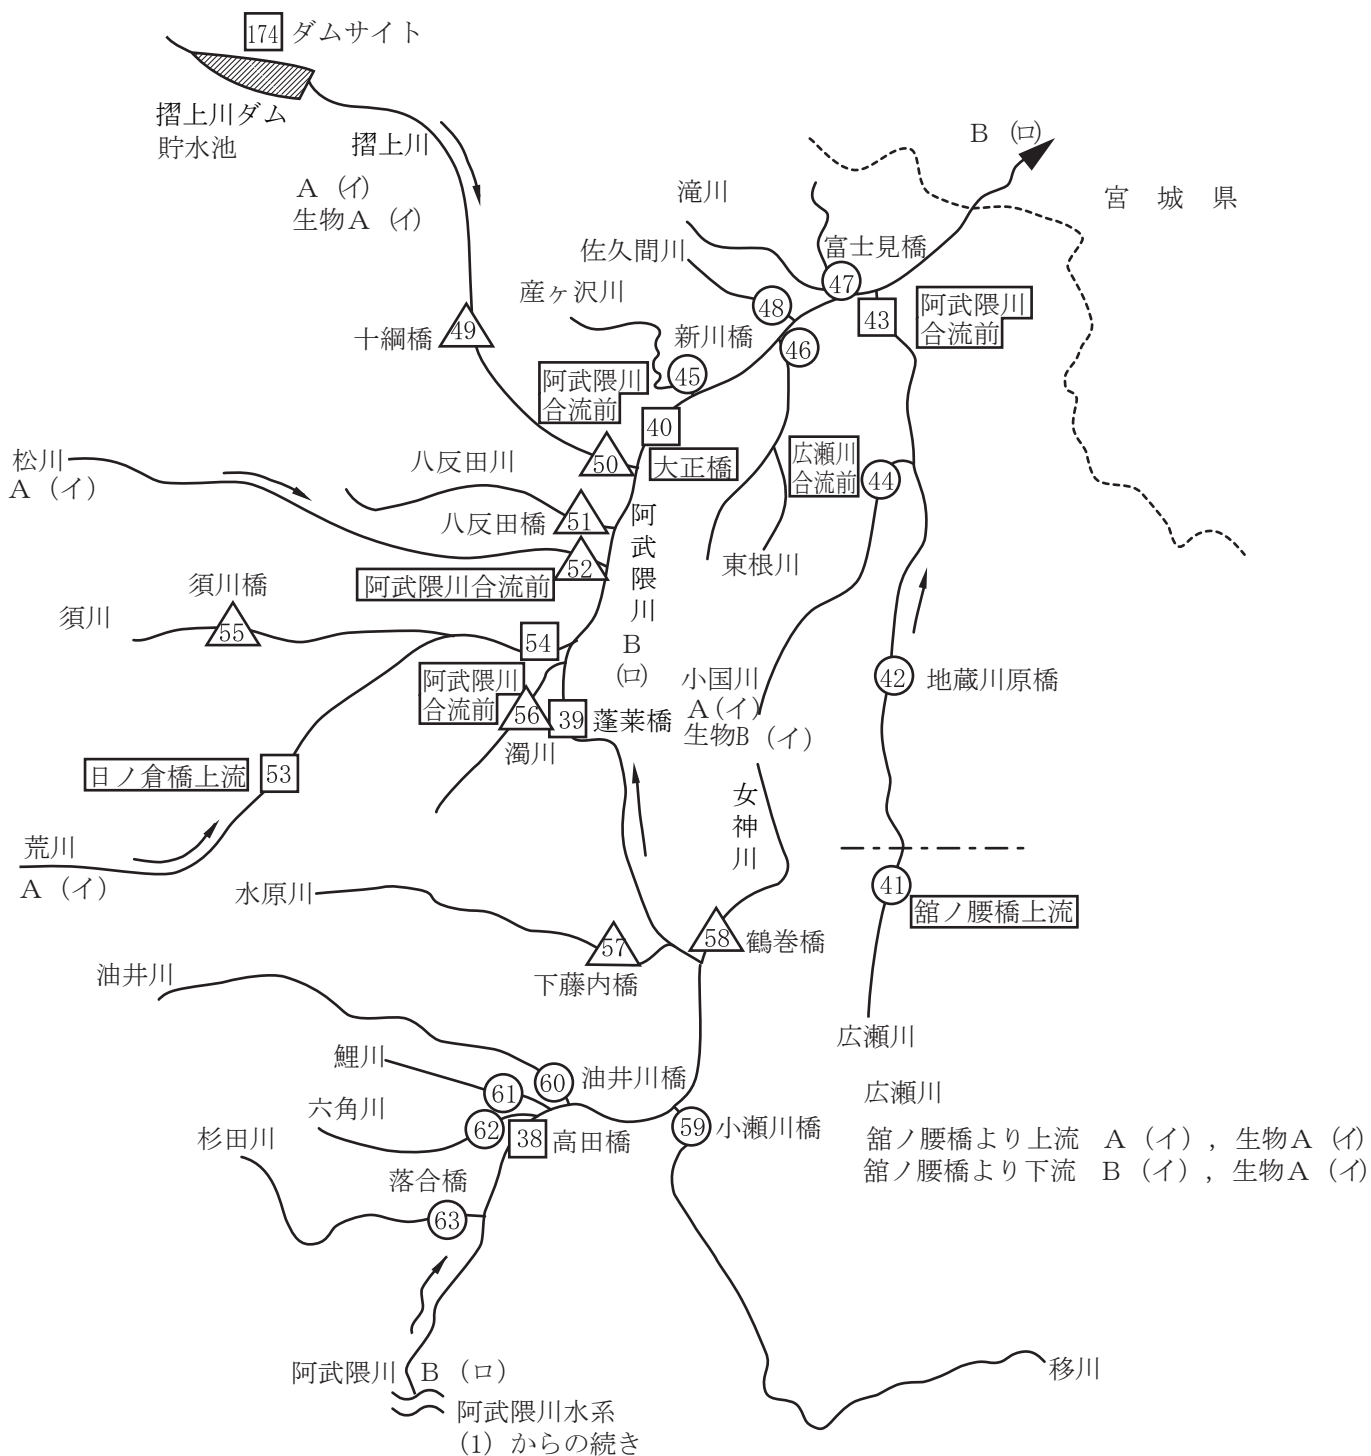 174 ダムサイト
摺上川ダム
貯水池
摺上川
A (イ)
生物A (イ)
B (ロ)
宮 城 県
滝川
佐久間川
富士見橋
産ヶ沢川
47
48
43
阿武隈川
合流前
十綱橋
49
新川橋
46
45
阿武隈川
合流前
40
大正橋
松川
A (イ)
八反田川
50
広瀬川
合流前
44
八反田橋
51
阿武隈川
B
(ロ)
52
阿武隈川合流前
東根川
須川橋
須川
55
54
阿武隈川
合流前
56
39
蓬莱橋
濁川
小国川
A(イ)
生物B (イ)
42
地蔵川原橋
日ノ倉橋上流
53
女神川
荒川
A (イ)
41
舘ノ腰橋上流
水原川
57
58
鶴巻橋
下藤内橋
油井川
広瀬川
鯉川
61
60
油井川橋
六角川
62
38
高田橋
59
小瀬川橋
杉田川
落合橋
63
広瀬川
舘ノ腰橋より上流 A (イ), 生物A (イ)
舘ノ腰橋より下流 B (イ), 生物A (イ)
阿武隈川
B (ロ)
移川
阿武隈川水系
(1) からの続き